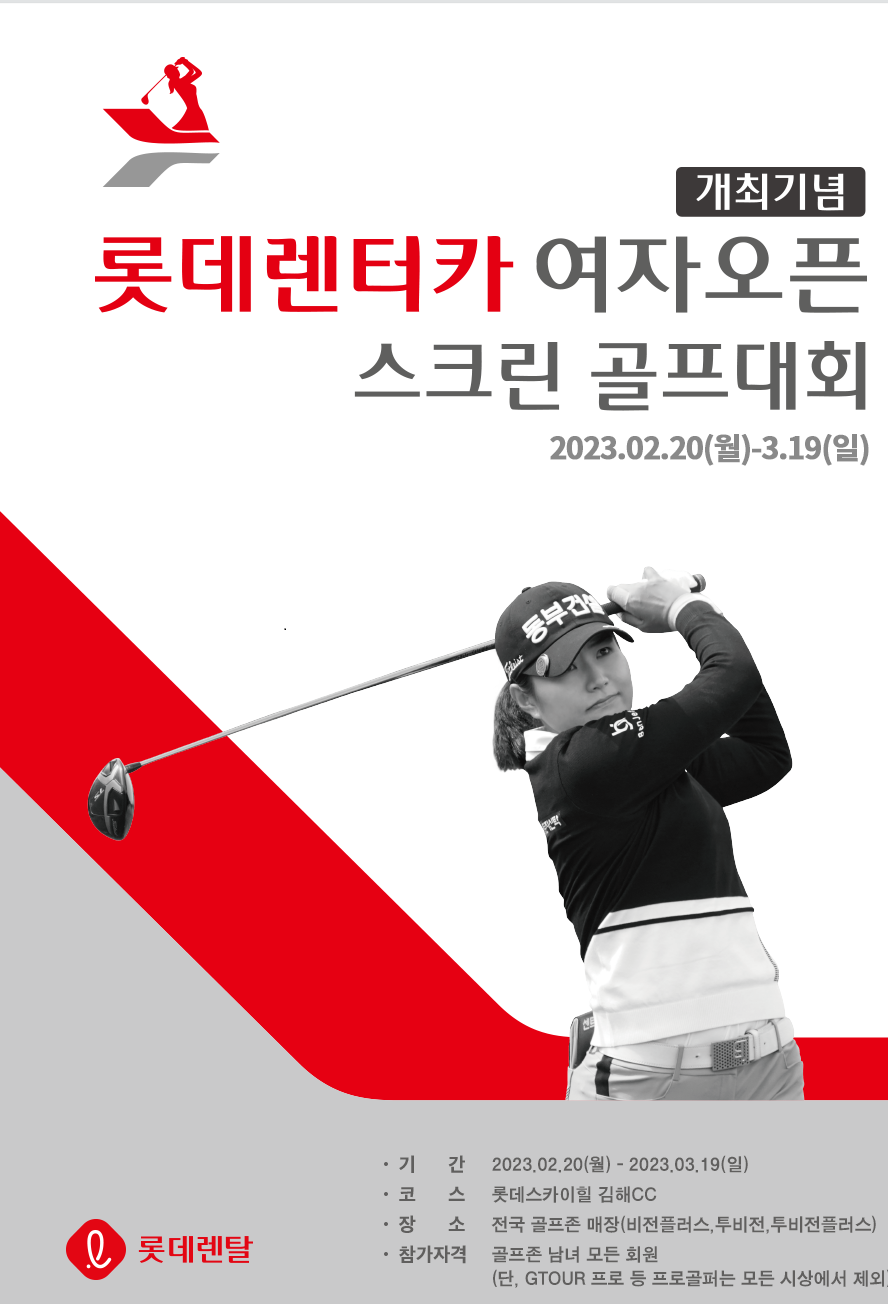 개최기념
롯데렌터카 여자오픈
스크린 골프대회
2023.02.20(월)-3.19(일)
동부건설
Titleist
• 기 간 2023.02.20(월) - 2023.03.19(일)
• 코 스 롯데스카이힐 김해CC
• 장 소 전국 골프존 매장(비전플러스,투비전,투비전플러스)
• 참가자격 골프존 남녀 모든 회원
(단, GTOUR 프로 등 프로골퍼는 모든 시상에서 제외)
롯데렌탈